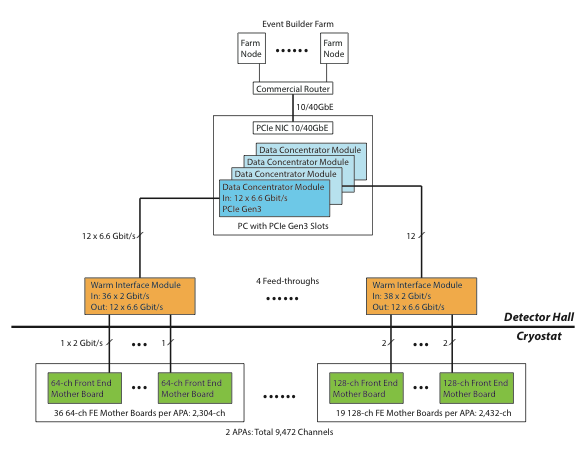 Event Builder Farm
Farm
Node
Farm
Node
Commercial Router
10/40GbE
PCIe NIC 10/40GbE
Data Concentrator Module
Data Concentrator Module
Data Concentrator Module
Data Concentrator Module
In: 12 x 6.6 Gbit/s
PCIe Gen3
PC with PCIe Gen3 Slots
12 x 6.6 Gbit/s
12
Warm Interface Module
In: 36 x 2 Gbit/s
Out: 12 x 6.6 Gbit/s
4 Feed-throughs
Warm Interface Module
In: 38 x 2 Gbit/s
Out: 12 x 6.6 Gbit/s
Detector Hall
Cryostat
1 x 2 Gbit/s
1
2
2
64-ch Front End
Mother Board
64-ch Front End
Mother Board
128-ch Front End
Mother Board
128-ch Front End
Mother Board
36 64-ch FE Mother Boards per APA: 2,304-ch
19 128-ch FE Mother Boards per APA: 2,432-ch
2 APAs: Total 9,472 Channels